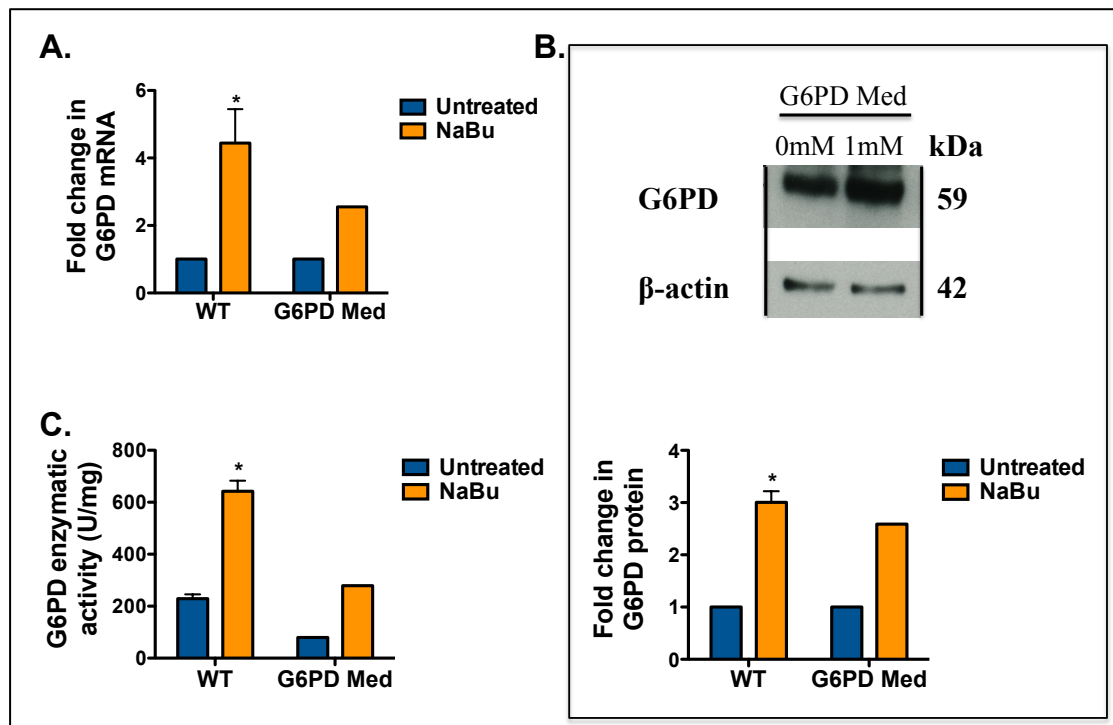 A.
Fold change in
G6PD mRNA
6
4
2
0
*
WT
G6PD Med
Untreated
NaBu
B.
G6PD Med
0mM 1mM kDa
G6PD 59
β-actin 42
C.
G6PD enzymatic
activity (U/mg)
800
600
400
200
0
*
WT
G6PD Med
Untreated
NaBu
Fold change in
G6PD protein
4
3
2
1
0
*
WT
G6PD Med
Untreated
NaBu